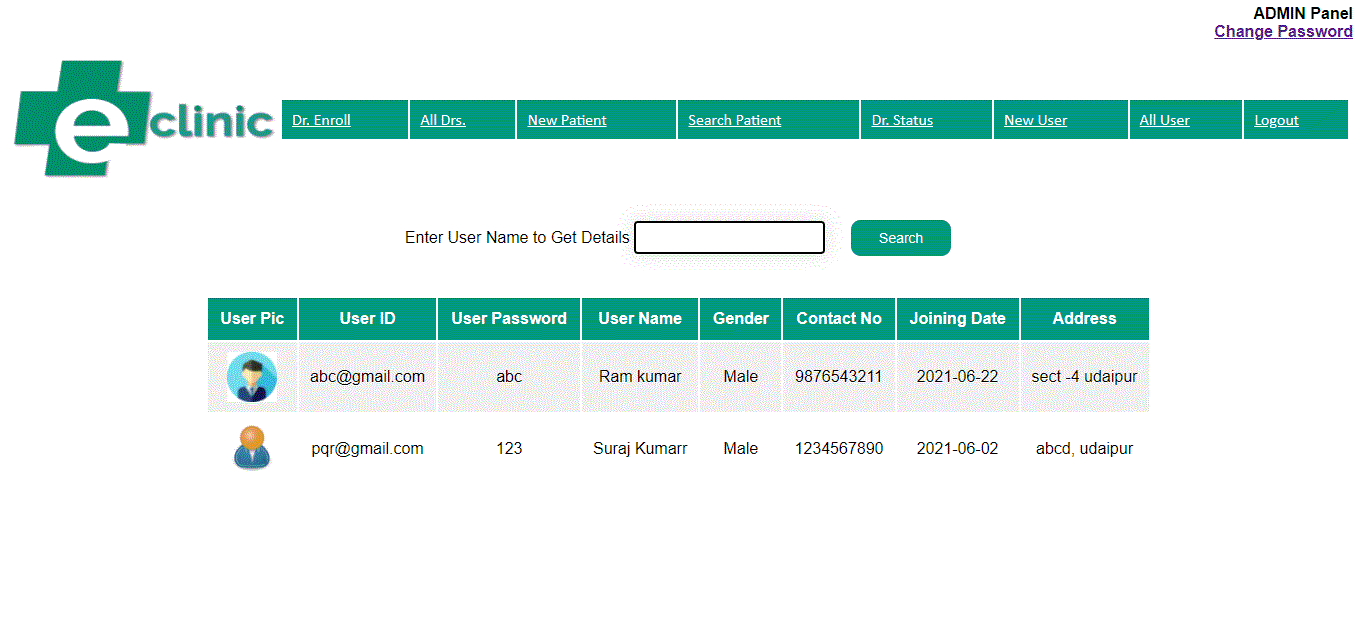 ADMIN Panel
Change Password
e clinic
Dr. Enroll All Drs. New Patient Search Patient Dr. Status New User All User Logout
Enter User Name to Get Details Search
User Pic User ID User Password User Name Gender Contact No Joining Date Address
abc@gmail.com abc Ram kumar Male 9876543211 2021-06-22 sect -4 udaipur
pqr@gmail.com 123 Suraj Kumarr Male 1234567890 2021-06-02 abcd, udaipur